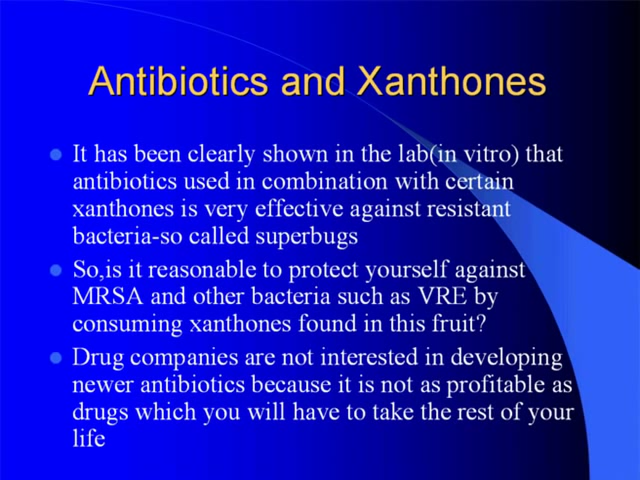 Antibiotics and Xanthones
It has been clearly shown in the lab(in vitro) that
antibiotics used in combination with certain
xanthones is very effective against resistant
bacteria-so called superbugs
So,is it reasonable to protect yourself against
MRSA and other bacteria such as VRE by
consuming xanthones found in this fruit?
Drug companies are not interested in developing
newer antibiotics because it is not as profitable as
drugs which you will have to take the rest of your
life